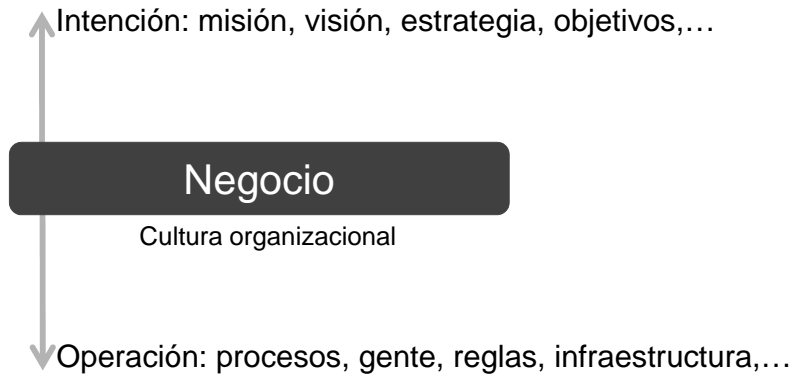 Intención: misión, visión, estrategia, objetivos,…
Negocio
Cultura organizacional
Operación: procesos, gente, reglas, infraestructura,…